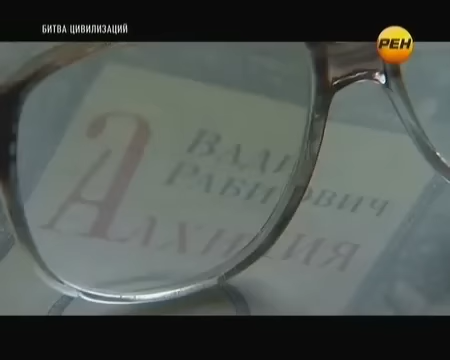 БИТВА ЦИВИЛИЗАЦИЙ
РЕН
А
ВАДИМ
РАБИНОВИЧ
АЛХИМИЯ